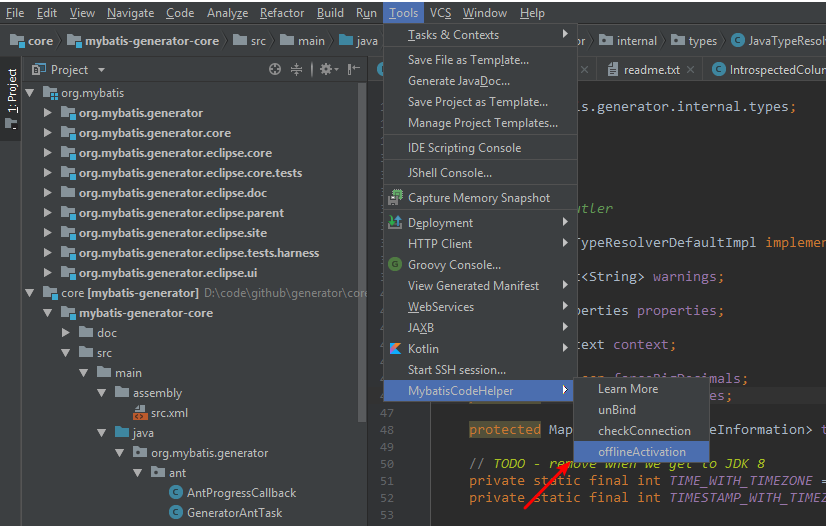 File Edit View Navigate Code Analyze Refactor Build Run Tools VCS Window Help
core mybatis-generator-core src main java internal types JavaTypeResol
1: Project
Project
readme.txt IntrospectedColum
org.mybatis
org.mybatis.generator
org.mybatis.generator.core
org.mybatis.generator.eclipse.core
org.mybatis.generator.eclipse.core.tests
org.mybatis.generator.eclipse.doc
org.mybatis.generator.eclipse.parent
org.mybatis.generator.eclipse.site
org.mybatis.generator.eclipse.tests.harness
org.mybatis.generator.eclipse.ui
core [mybatis-generator] D:\code\github\generator\core
mybatis-generator-core
doc
src
main
assembly
src.xml
java
org.mybatis.generator
ant
AntProgressCallback
GeneratorAntTask
Tasks & Contexts
Save File as Template...
Generate JavaDoc...
Save Project as Template...
Manage Project Templates...
IDE Scripting Console
JShell Console...
Capture Memory Snapshot
Deployment
HTTP Client
Groovy Console...
View Generated Manifest
WebServices
JAXB
Kotlin
Start SSH session...
MybatisCodeHelper
Learn More
unBind
checkConnection
offlineActivation
is.generator.internal.types;
utler
TypeResolverDefaultImpl implemen
t<String> warnings;
perties properties;
text context;
es;
47
48 protected Map eInformation> t
49
50 // TODO - remove when we get to JDK 8
51 private static final int TIME_WITH_TIMEZONE =
52 private static final int TIMESTAMP_WITH_TIMEZ
53